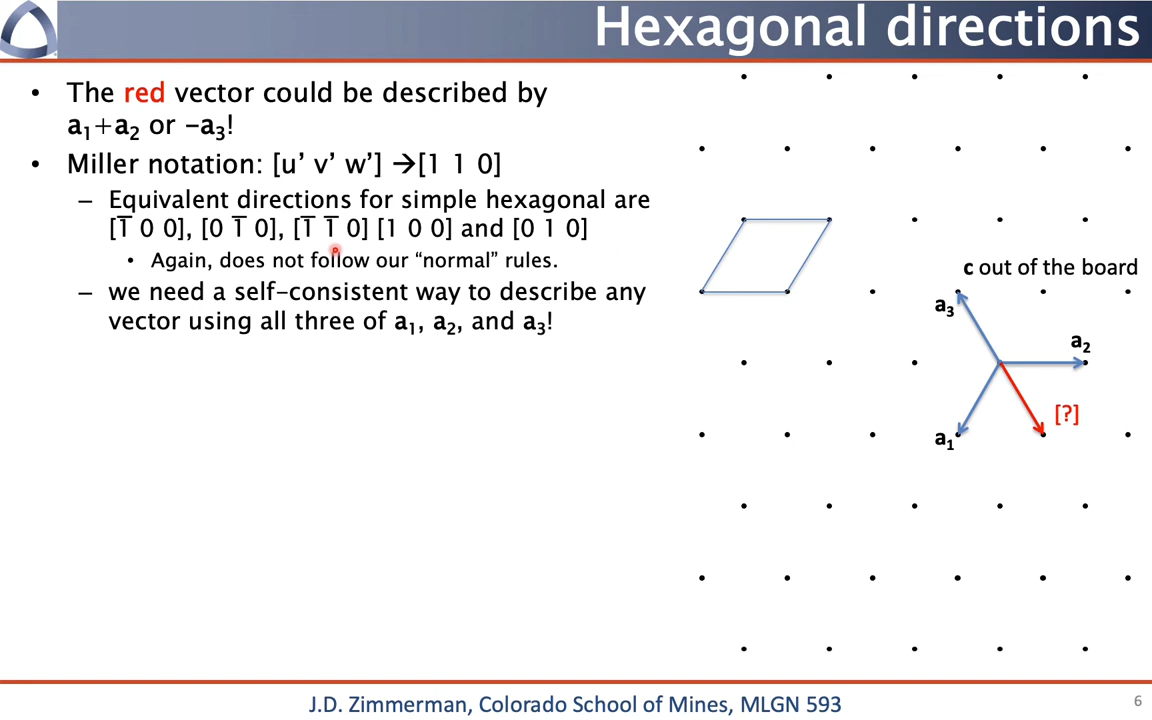 Hexagonal directions
• The red vector could be described by
a₁+a₂ or –a₃!
• Miller notation: [u’ v’ w’] →[1 1 0]
– Equivalent directions for simple hexagonal are
[1̅ 0 0], [0 1̅ 0], [1̅ 1̅ 0] [1 0 0] and [0 1 0]
• Again, does not follow our “normal” rules.
– we need a self-consistent way to describe any
vector using all three of a₁, a₂, and a₃!
c out of the board
a₃
a₂
[?]
a₁
J.D. Zimmerman, Colorado School of Mines, MLGN 593
6